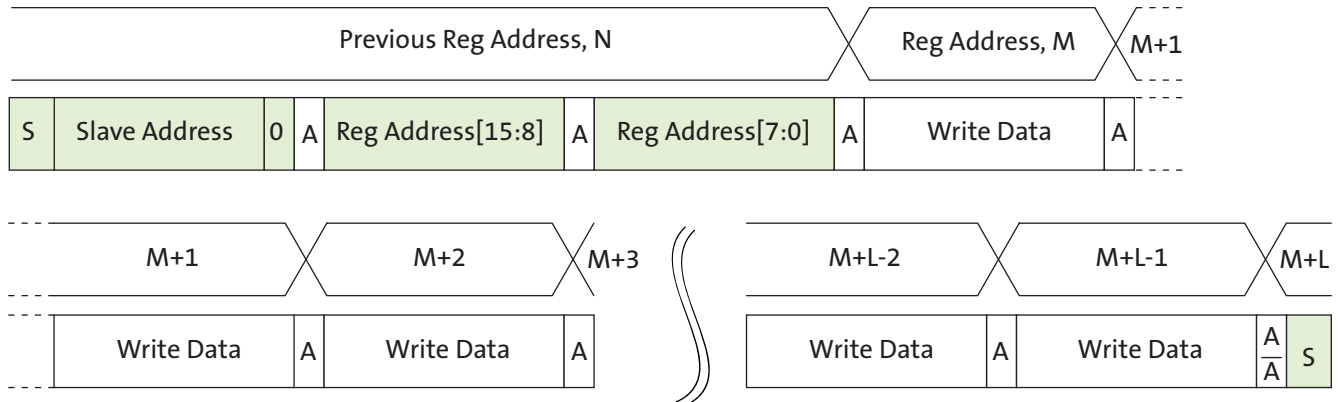 Previous Reg Address, N Reg Address, M M+1
S Slave Address 0 A Reg Address[15:8] A Reg Address[7:0] A Write Data A
M+1 M+2 M+3 M+L-2 M+L-1 M+L
Write Data A Write Data A Write Data A Write Data A/A̅ S